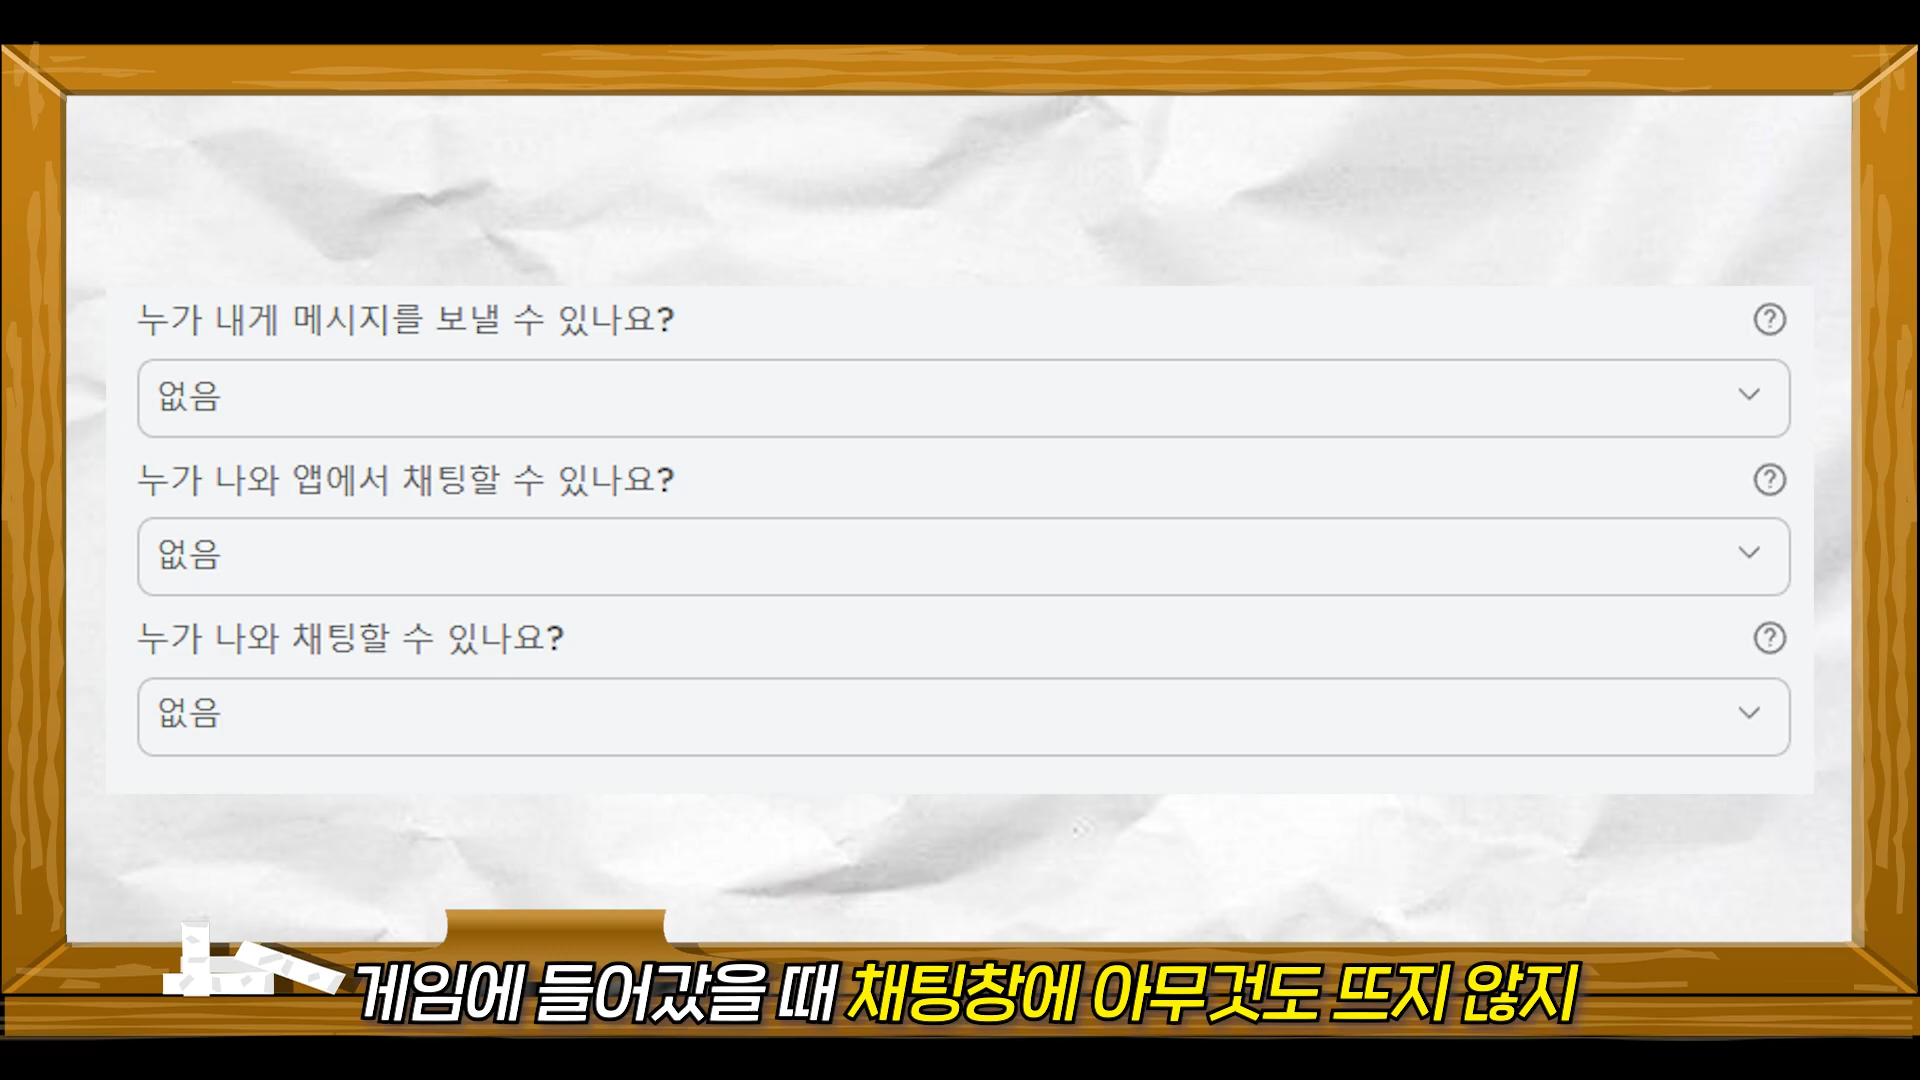 누가 내게 메시지를 보낼 수 있나요?
없음
누가 나와 앱에서 채팅할 수 있나요?
없음
누가 나와 채팅할 수 있나요?
없음
게임에 들어갔을 때 채팅창에 아무것도 뜨지 않지